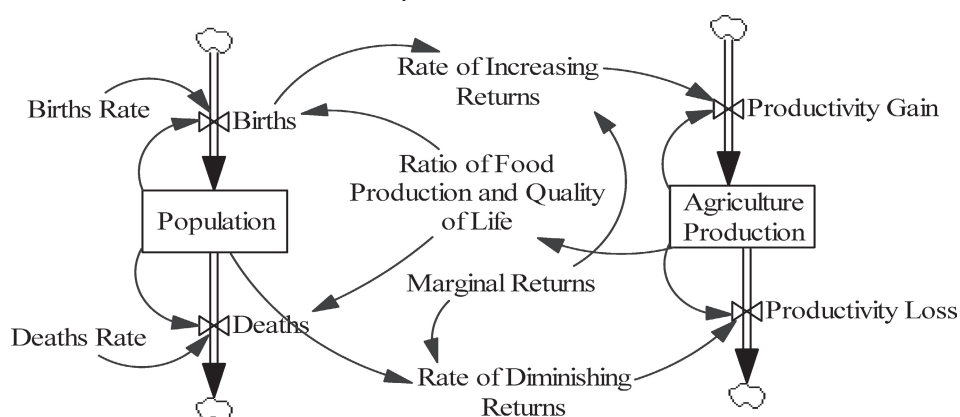 Rate of Increasing
Returns
Births Rate
Births
Productivity Gain
Ratio of Food
Production and Quality
of Life
Population
Agriculture
Production
Marginal Returns
Deaths Rate
Deaths
Productivity Loss
Rate of Diminishing
Returns